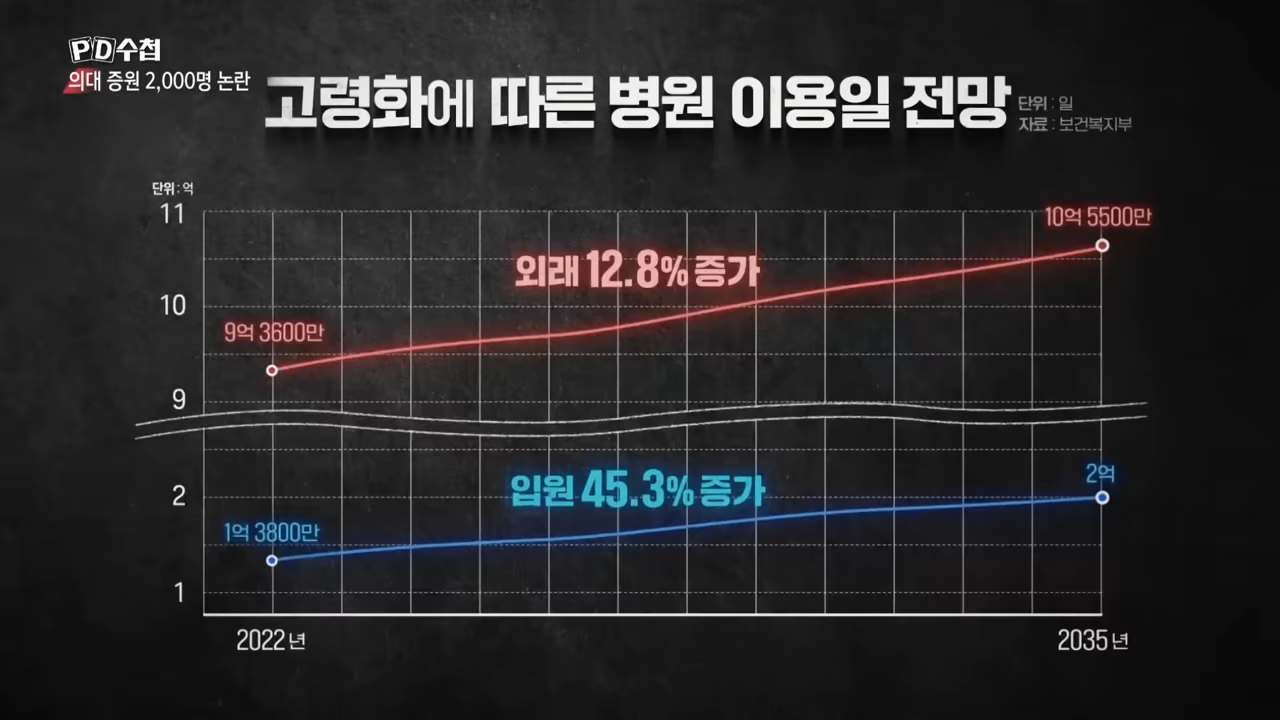 PD수첩
의대 증원 2,000명 논란
고령화에 따른 병원 이용일 전망
단위 : 일
자료 : 보건복지부
단위 : 억
11
10억 5500만
외래 12.8% 증가
10
9억 3600만
9
입원 45.3% 증가
2억
2
1억 3800만
1
2022년
2035년